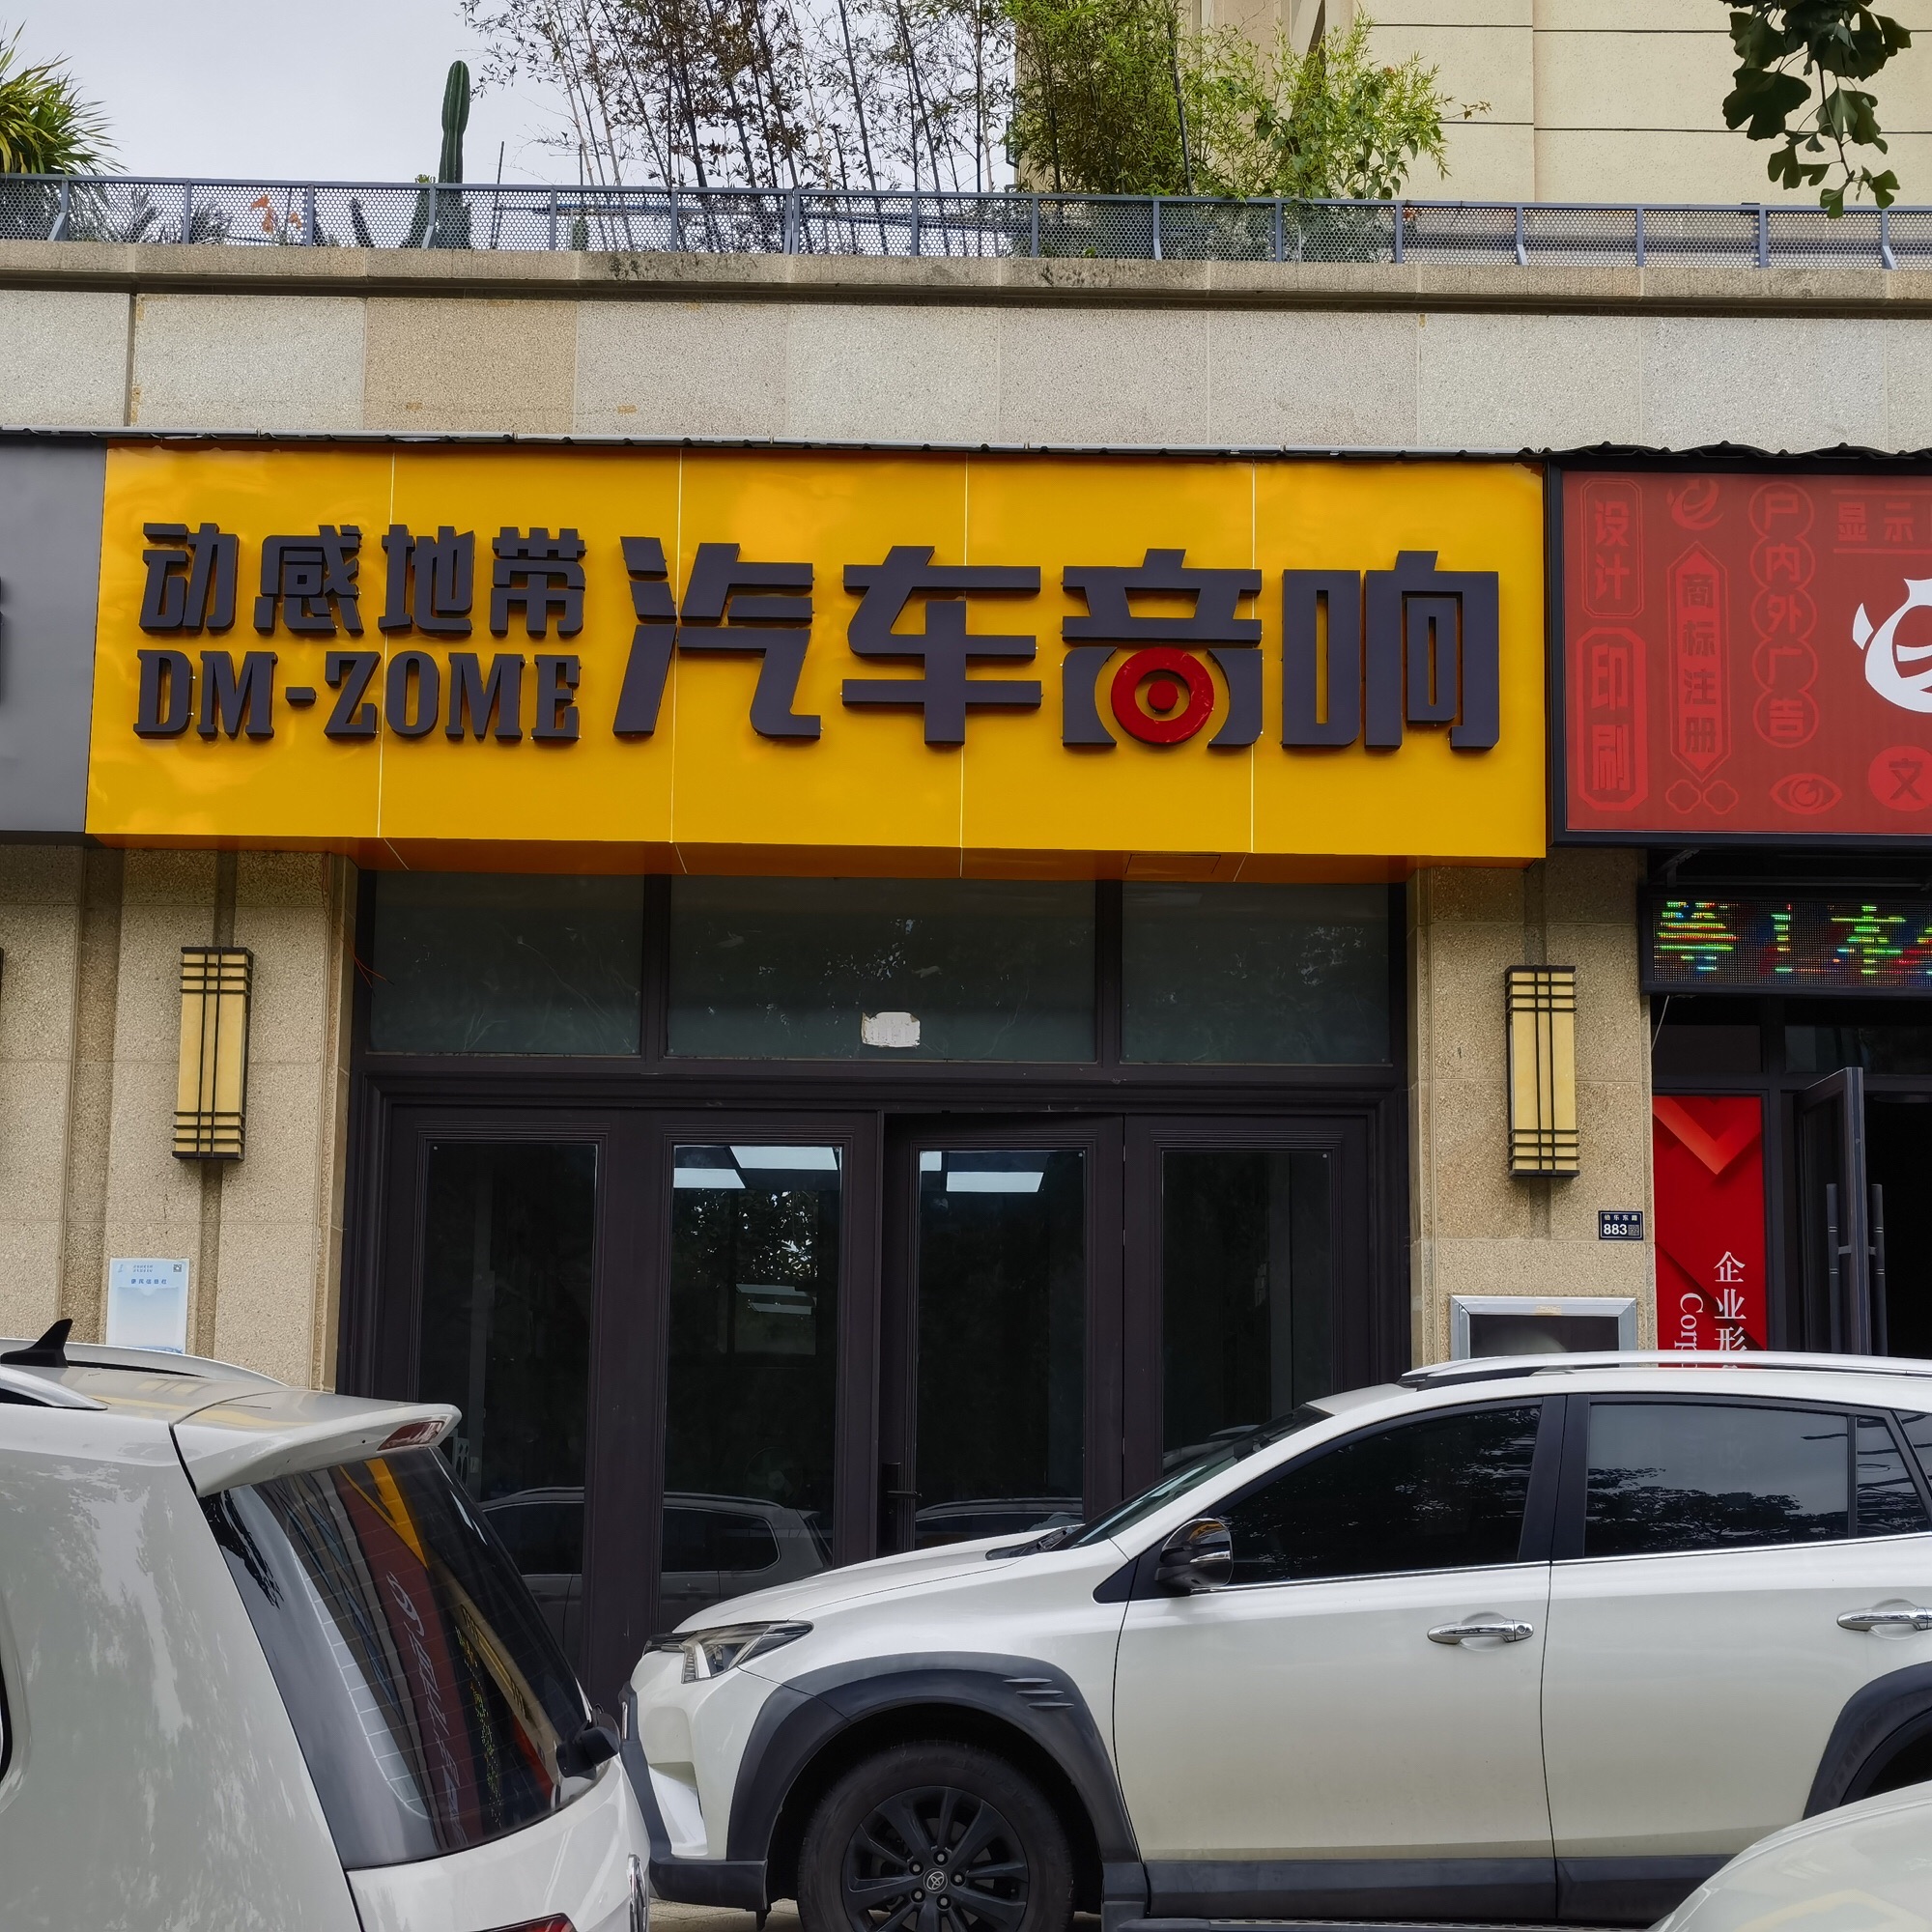 动感地带
DM-ZOME
汽车音响
设计
印刷
商标注册
户内外广告
显示
文
883
企业形
Corp